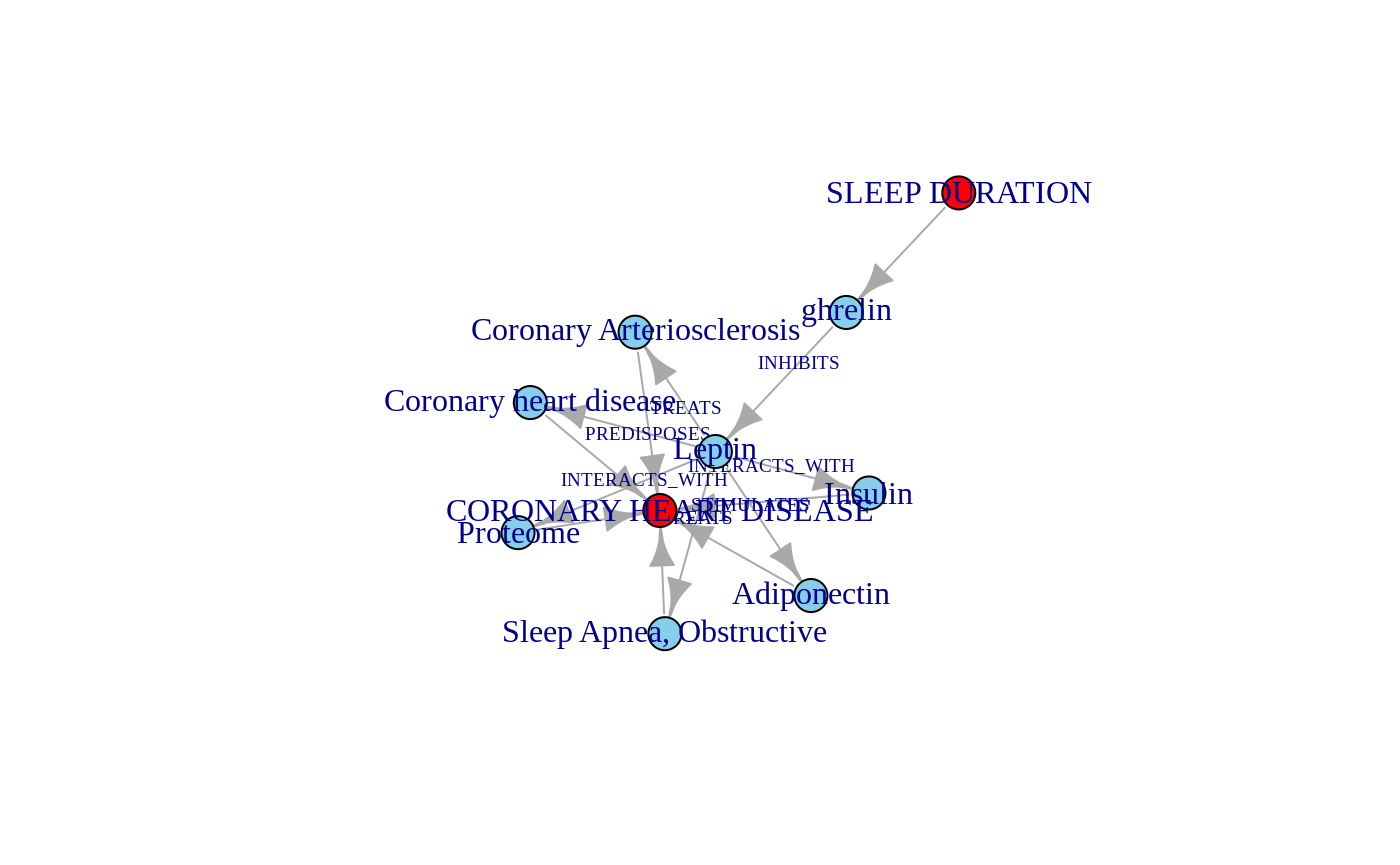 SLEEP DURATION
ghrelin
Coronary Arteriosclerosis
INHIBITS
Coronary heart disease
TREATS
PREDISPOSES
Leptin
INTERACTS_WITH
INTERACTS_WITH
Insulin
STIMULATES
CORONARY HEART DISEASE
TREATS
Proteome
Adiponectin
Sleep Apnea, Obstructive